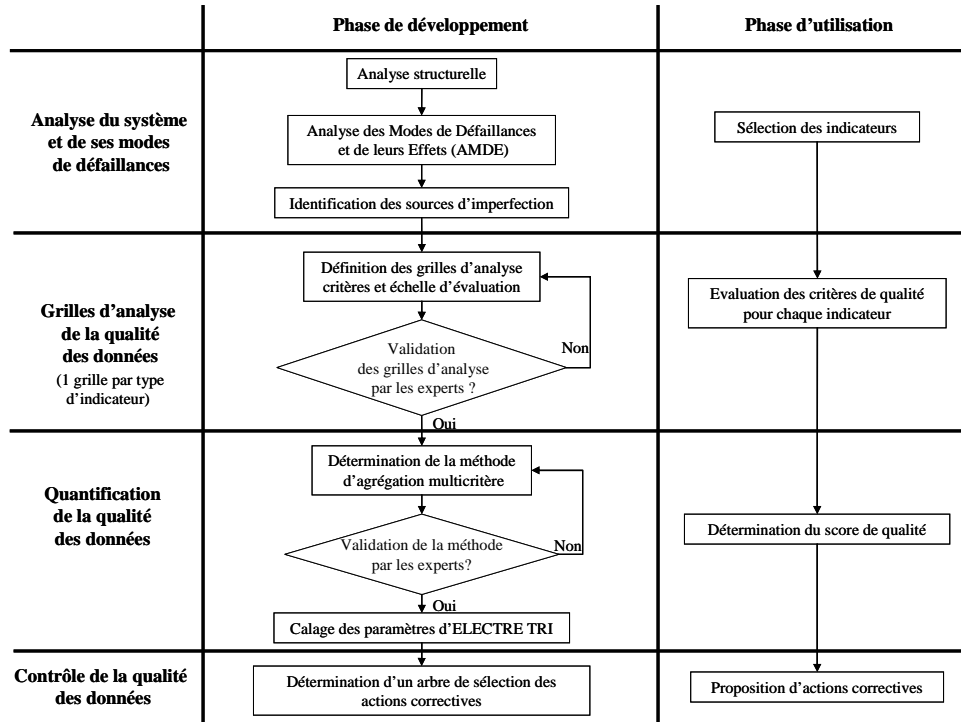 Phase de développement
Phase d'utilisation
Analyse du système
et de ses modes
de défaillances
Analyse structurelle
Analyse des Modes de Défaillances
et de leurs Effets (AMDE)
Identification des sources d'imperfection
Sélection des indicateurs
Grilles d'analyse
de la qualité
des données
(1 grille par type
d'indicateur)
Définition des grilles d'analyse
critères et échelle d'évaluation
Validation
des grilles d'analyse
par les experts ?
Non
Oui
Evaluation des critères de qualité
pour chaque indicateur
Quantification
de la qualité
des données
Détermination de la méthode
d'agrégation multicritère
Validation de la méthode
par les experts?
Non
Oui
Calage des paramètres d'ELECTRE TRI
Détermination du score de qualité
Contrôle de la qualité
des données
Détermination d'un arbre de sélection des
actions correctives
Proposition d'actions correctives